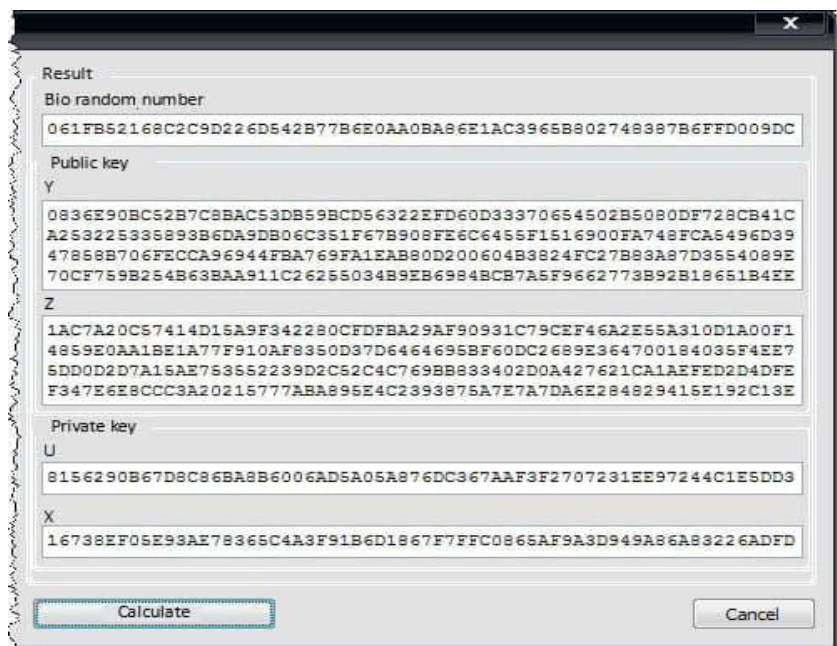 X
Result
Bio random number
061FB52168C2C9D226D542B77B6E0AA0BA86E1AC3965B802748387B6FFD009DC
Public key
Y
0836E90BC52B7C8BAC53DB59BCD56322EFD60D33370654502B5080DF728CB41C
A253225335893B6DA9DB06C351F67B908FE6C6455F1516900FA748FCA5496D39
47858B706FECCA96944FBA769FA1EAB80D200604B3824FC27B83A87D3554089E
70CF759B254B63BAA911C26255034B9EB6984BCB7A5F9662773B92B18651B4EE
Z
1AC7A20C57414D15A9F342280CFDFBA29AF90931C79CEF46A2E55A310D1A00F1
4859E0AA1BE1A77F910AF8350D37D6464695BF60DC2689E364700184035F4EE7
5DD0D2D7A15AE753552239D2C52C4C769BB833402D0A427621CA1AEFED2D4DFE
F347E6E8CCC3A20215777ABA895E4C2393875A7E7A7DA6E284829415E192C13E
Private key
U
8156290B67D8C86BA8B6006AD5A05A876DC367AAF3F2707231EE97244C1E5DD3
X
16738EF05E93AE78365C4A3F91B6D1867F7FFC0865AF9A3D949A86A83226ADFD
Calculate
Cancel